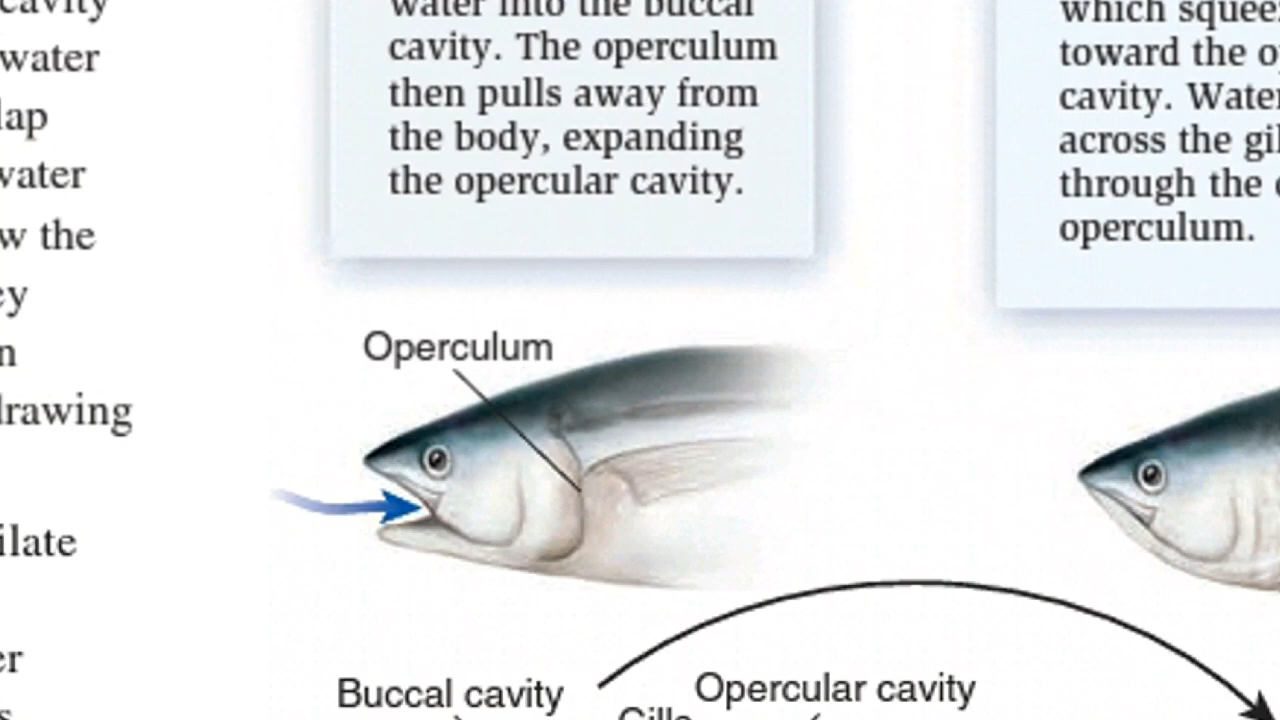 cavity
water
lap
water
w the
ey
n
drawing
ilate
er
water into the buccal
cavity. The operculum
then pulls away from
the body, expanding
the opercular cavity.
which squee
toward the o
cavity. Water
across the gil
through the
operculum.
Operculum
Buccal cavity
Gills
Opercular cavity